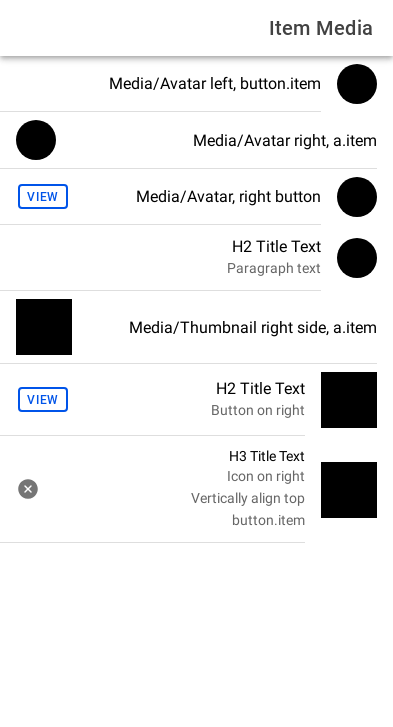 Item Media
Media/Avatar left, button.item
Media/Avatar right, a.item
Media/Avatar, right button
VIEW
H2 Title Text
Paragraph text
Media/Thumbnail right side, a.item
H2 Title Text
Button on right
VIEW
H3 Title Text
Icon on right
Vertically align top
button.item